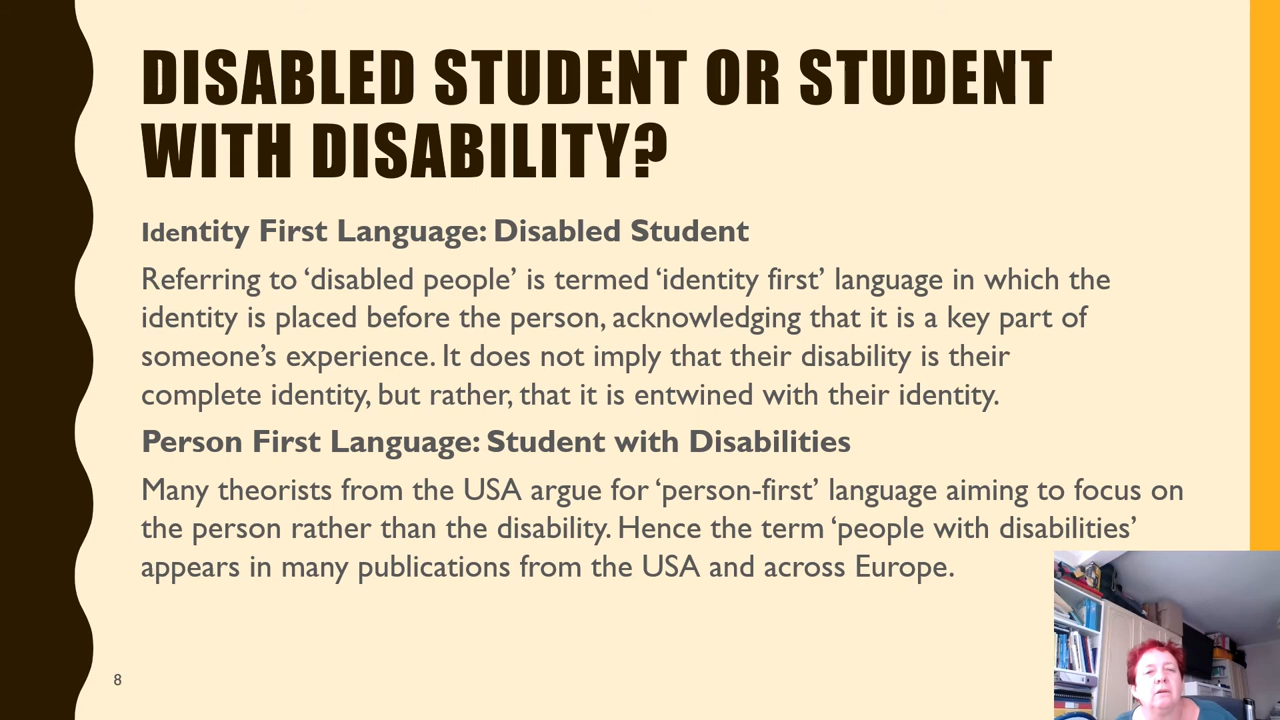 DISABLED STUDENT OR STUDENT
WITH DISABILITY?
Identity First Language: Disabled Student
Referring to ‘disabled people’ is termed ‘identity first’ language in which the
identity is placed before the person, acknowledging that it is a key part of
someone’s experience. It does not imply that their disability is their
complete identity, but rather, that it is entwined with their identity.
Person First Language: Student with Disabilities
Many theorists from the USA argue for ‘person-first’ language aiming to focus on
the person rather than the disability. Hence the term ‘people with disabilities’
appears in many publications from the USA and across Europe.
8